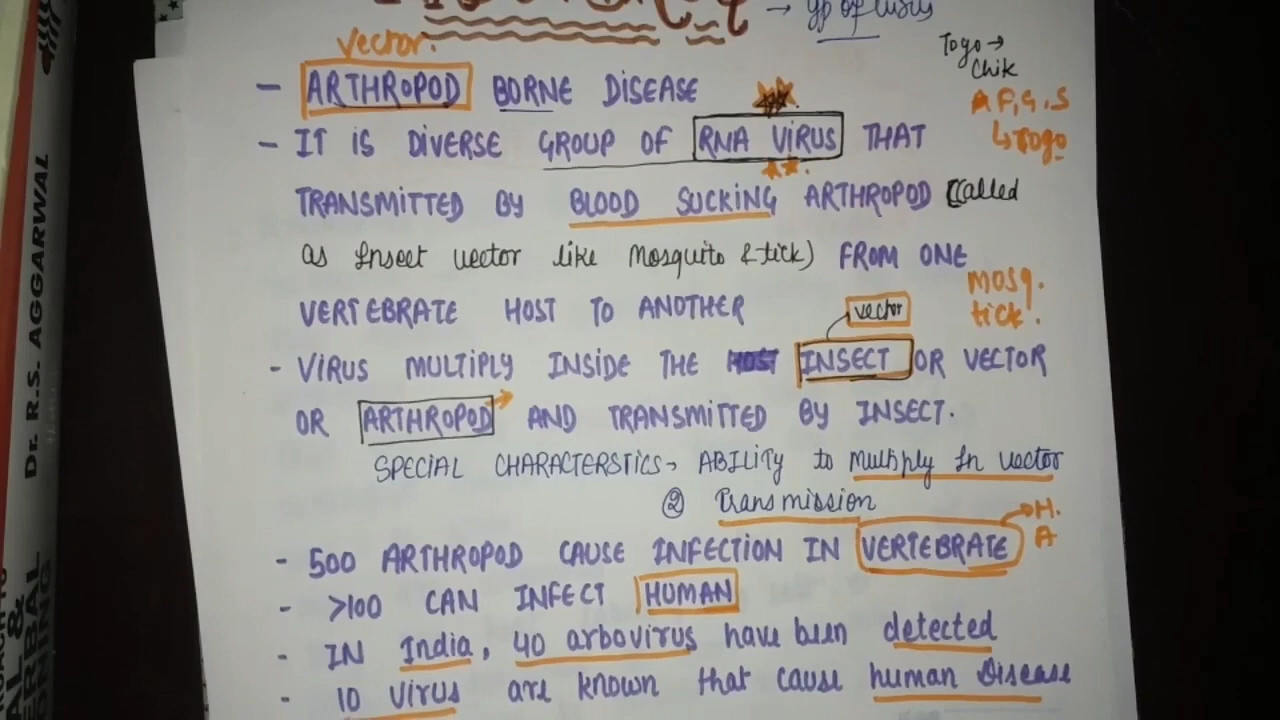 → gp of virus
vector.
Togo →
Chik
- ARTHROPOD BORNE DISEASE
A F, G, S
↳ Togo
- IT IS DIVERSE GROUP OF RNA VIRUS THAT
TRANSMITTED BY BLOOD SUCKING ARTHROPOD (Called
as Insect vector like Mosquito & tick) FROM ONE
Mosq.
tick.
VERTEBRATE HOST TO ANOTHER
vector
- VIRUS MULTIPLY INSIDE THE INSECT OR VECTOR
OR ARTHROPOD → AND TRANSMITTED BY INSECT.
SPECIAL CHARACTERSTICS → ABILITY to Multiply In vector
② Transmission
→ H.
A
- 500 ARTHROPOD CAUSE INFECTION IN VERTEBRATE
- >100 CAN INFECT HUMAN
- IN India, 40 arbovirus have been detected
- 10 Virus are known that cause human Disease
Dr. R.S. AGGARWAL